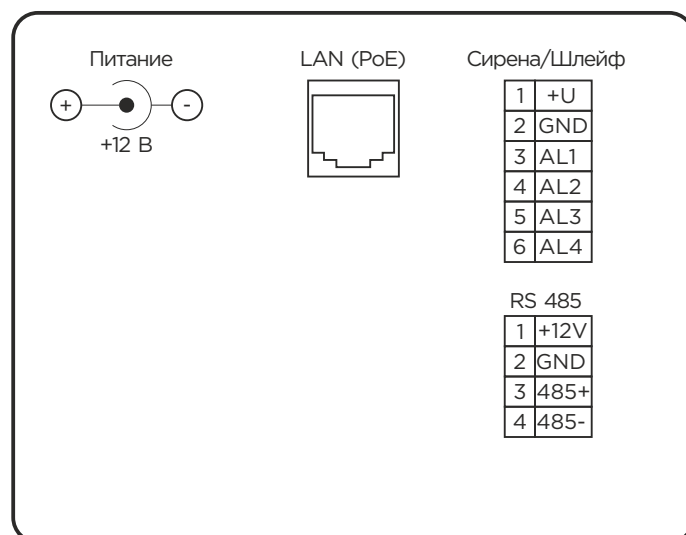 Питание
LAN (PoE)
Сирена/Шлейф
+
-
+12 В
1 +U
2 GND
3 AL1
4 AL2
5 AL3
6 AL4
RS 485
1 +12V
2 GND
3 485+
4 485-